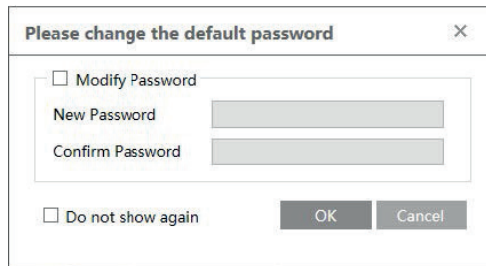 Please change the default password
Modify Password
New Password
Confirm Password
Do not show again
OK
Cancel